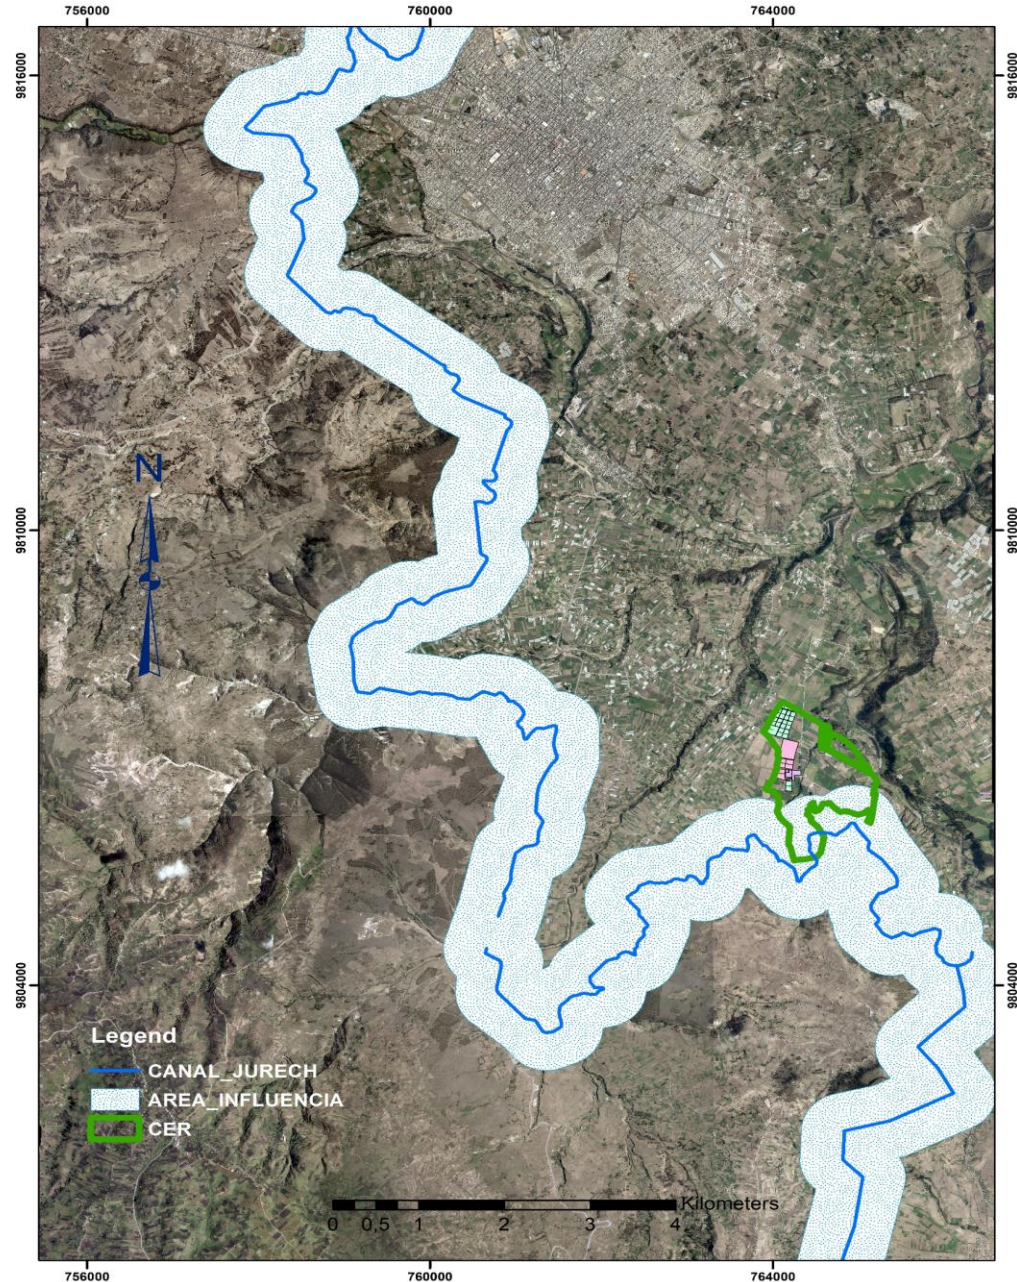 756000 760000 764000
9816000 9816000
N
9810000 9810000
9804000 9804000
Legend
CANAL_JURECH
AREA_INFLUENCIA
CER
Kilometers
0 0,5 1 2 3 4
756000 760000 764000